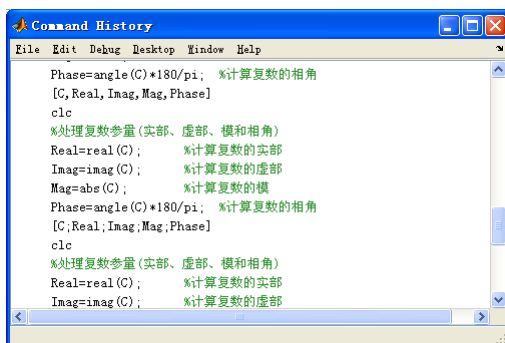 Command History
File Edit Debug Desktop Window Help
Phase=angle(C)*180/pi; %计算复数的相角
[C,Real,Imag,Mag,Phase]
clc
%处理复数参量(实部、虚部、模和相角)
Real=real(C); %计算复数的实部
Imag=imag(C); %计算复数的虚部
Mag=abs(C); %计算复数的模
Phase=angle(C)*180/pi; %计算复数的相角
[C;Real;Imag;Mag;Phase]
clc
%处理复数参量(实部、虚部、模和相角)
Real=real(C); %计算复数的实部
Imag=imag(C); %计算复数的虚部